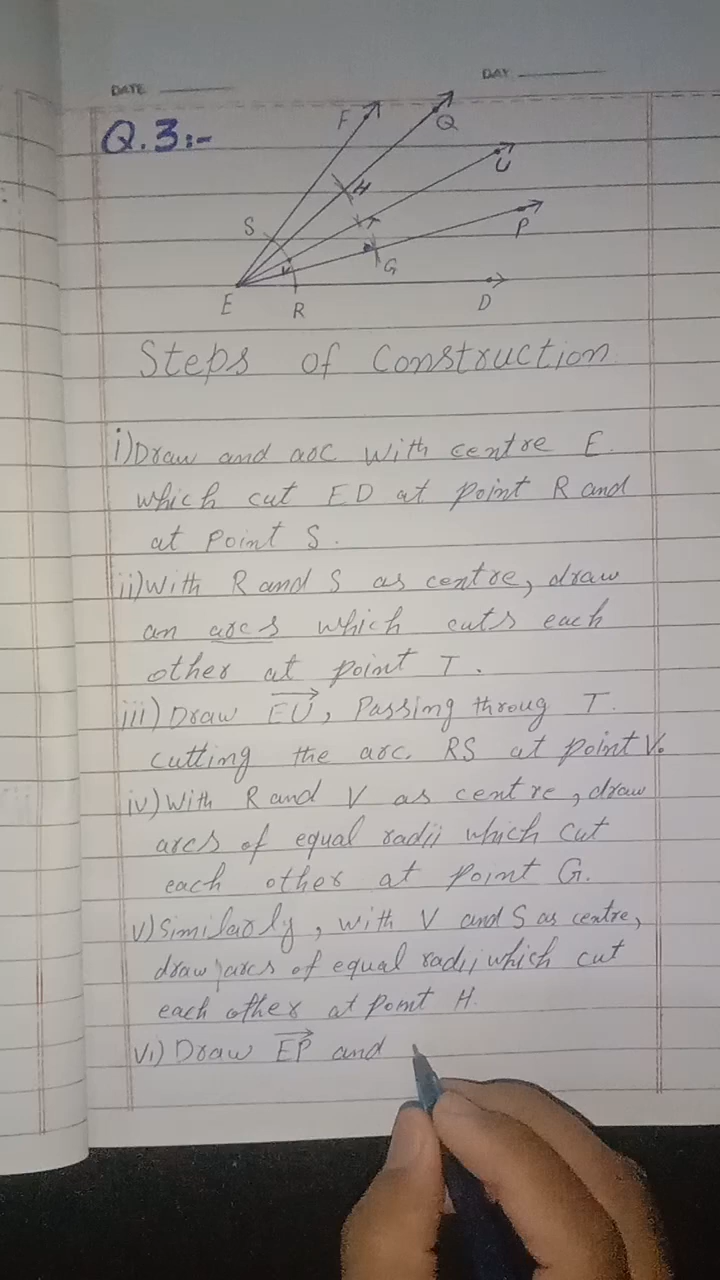 DATE
DAY
Q.3:-
F
Q
U
H
S
T
P
V
G
E
R
D
Steps of Construction
i) Draw and arc with centre E.
which cut ED at point R and
at point S.
ii) With R and S as centre, draw
an arcs which cuts each
other at point T.
iii) Draw EU, Passing throug T.
cutting the arc. RS at point V.
iv) With R and V as centre, draw
arcs of equal radii which cut
each other at point G.
v) Similarly, with V and S as centre,
draw arcs of equal radii which cut
each other at point H.
vi) Draw EP and